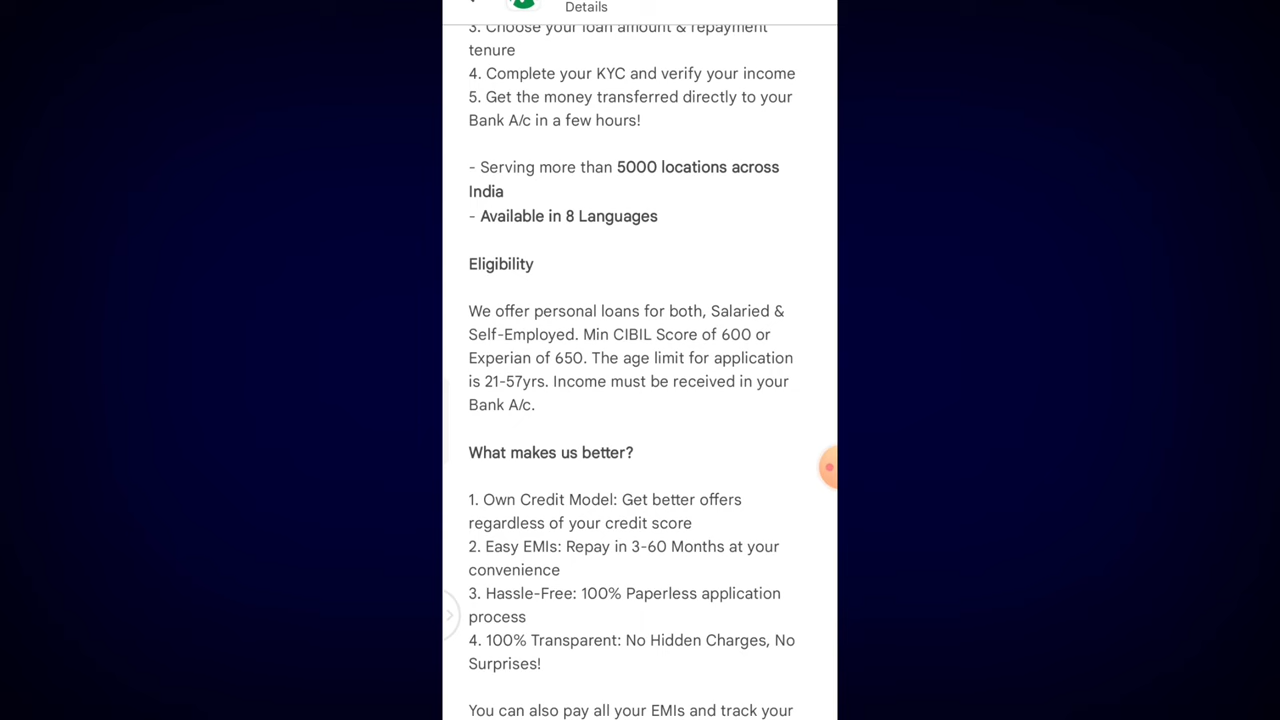 Details
3. Choose your loan amount & repayment
tenure
4. Complete your KYC and verify your income
5. Get the money transferred directly to your
Bank A/c in a few hours!
- Serving more than 5000 locations across
India
- Available in 8 Languages
Eligibility
We offer personal loans for both, Salaried &
Self-Employed. Min CIBIL Score of 600 or
Experian of 650. The age limit for application
is 21-57yrs. Income must be received in your
Bank A/c.
What makes us better?
1. Own Credit Model: Get better offers
regardless of your credit score
2. Easy EMIs: Repay in 3-60 Months at your
convenience
3. Hassle-Free: 100% Paperless application
process
4. 100% Transparent: No Hidden Charges, No
Surprises!
You can also pay all your EMIs and track your